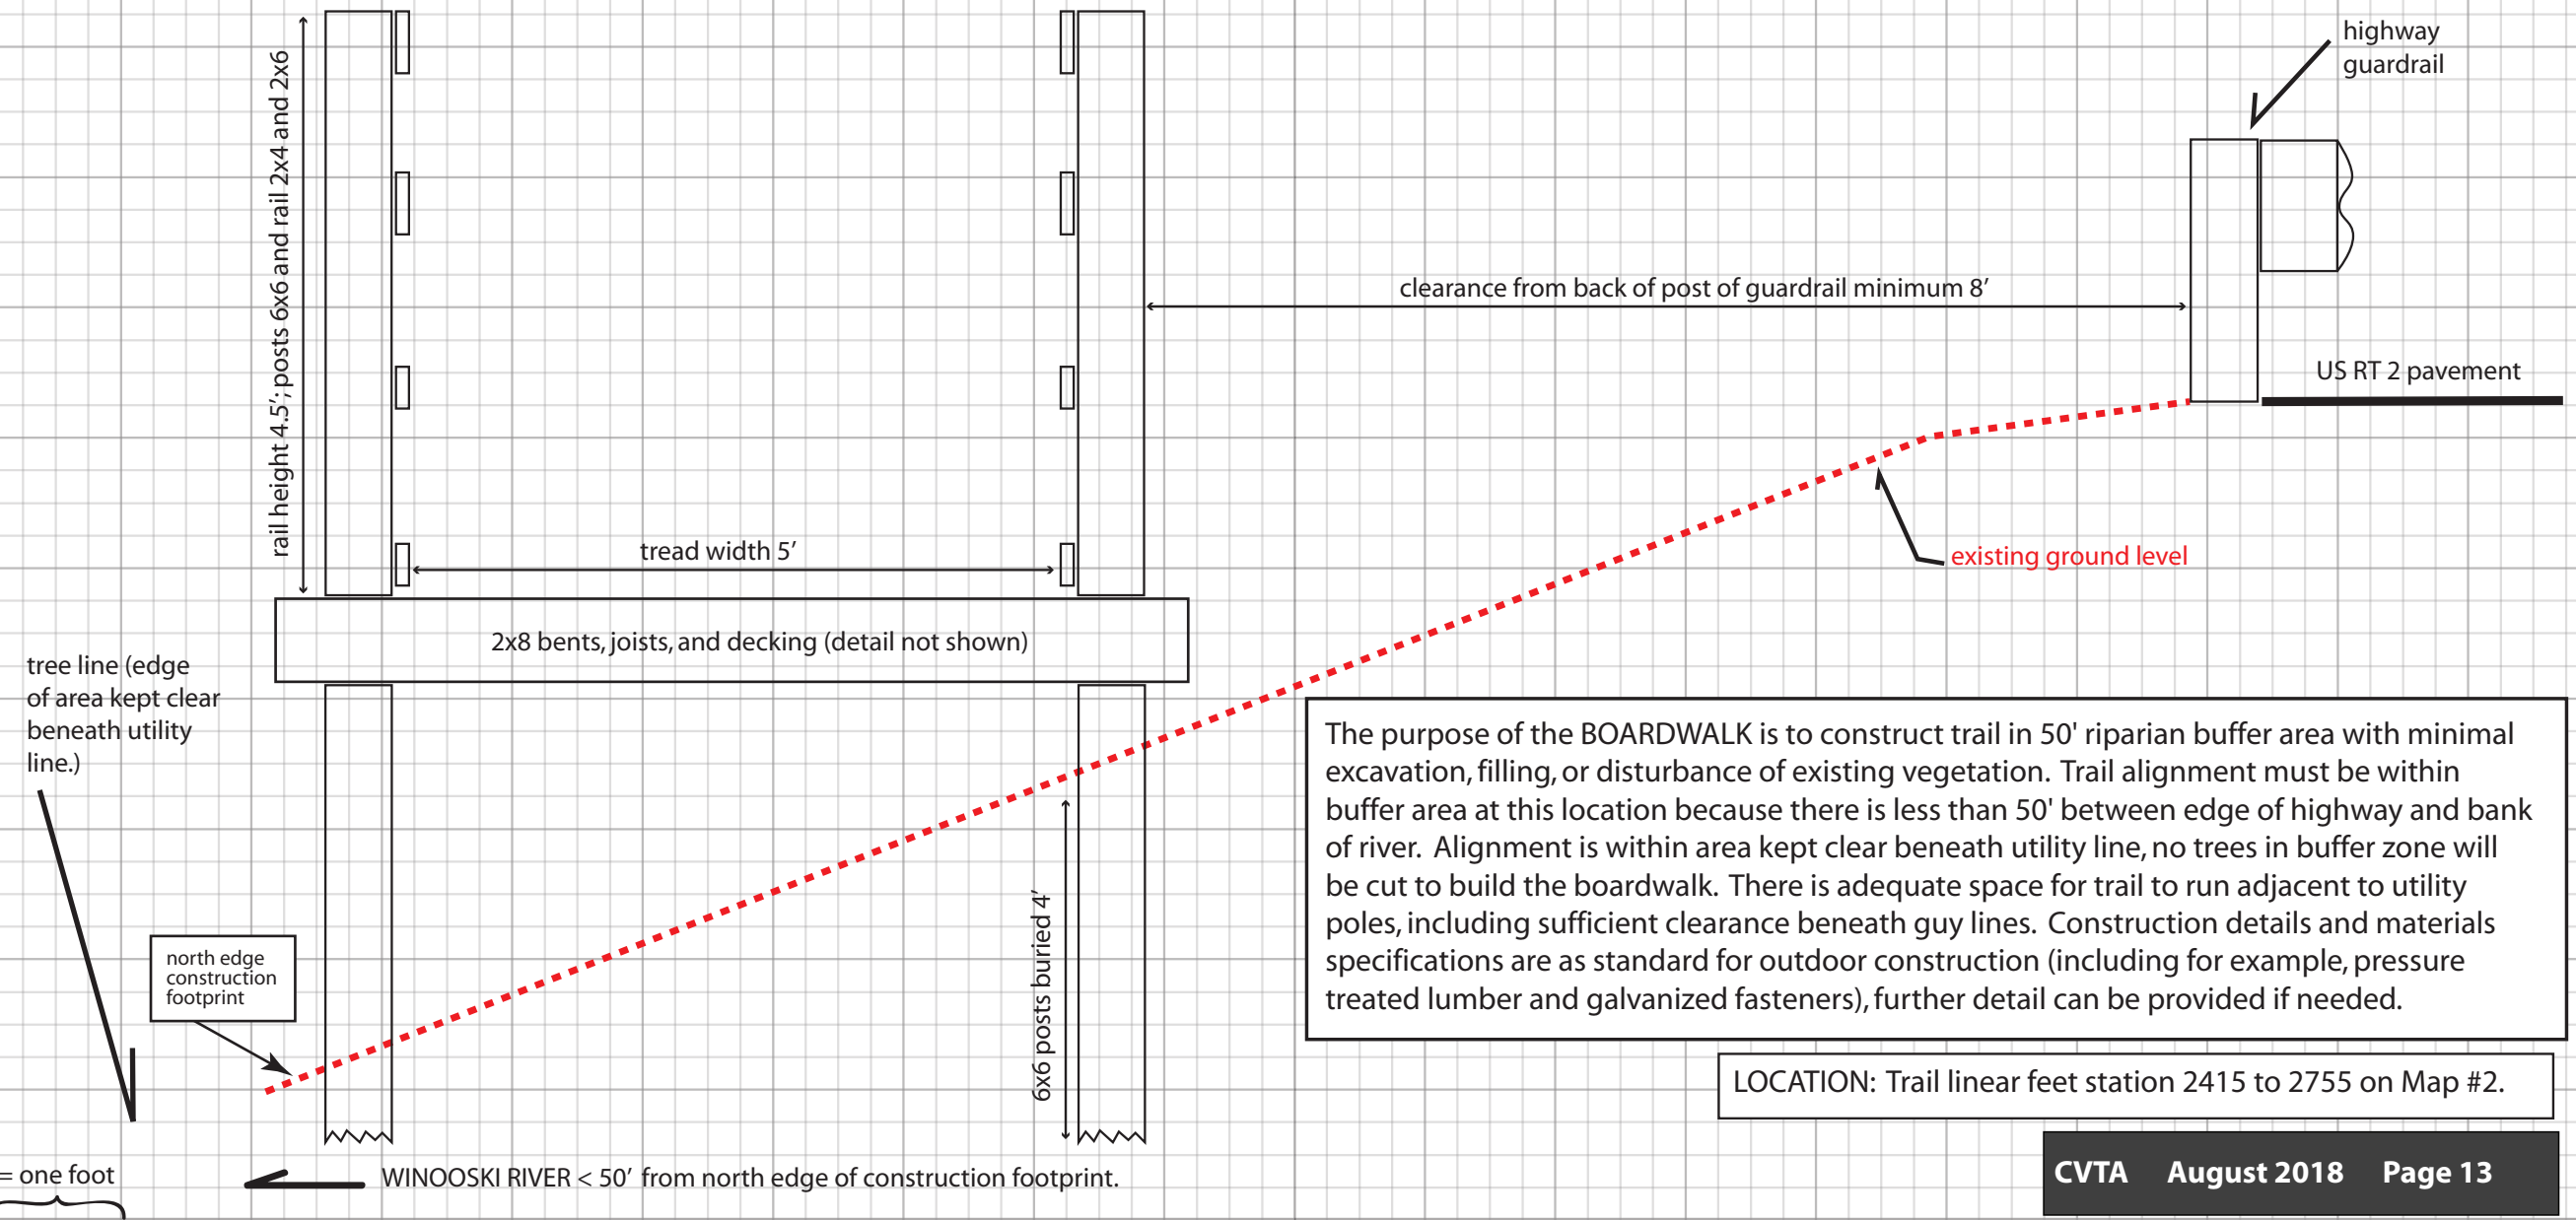 rail height 4.5′; posts 6x6 and rail 2x4 and 2x6
highway
guardrail
clearance from back of post of guardrail minimum 8′
US RT 2 pavement
tread width 5′
existing ground level
2x8 bents, joists, and decking (detail not shown)
tree line (edge
of area kept clear
beneath utility
line.)
The purpose of the BOARDWALK is to construct trail in 50' riparian buffer area with minimal
excavation, filling, or disturbance of existing vegetation. Trail alignment must be within
buffer area at this location because there is less than 50' between edge of highway and bank
of river. Alignment is within area kept clear beneath utility line, no trees in buffer zone will
be cut to build the boardwalk. There is adequate space for trail to run adjacent to utility
poles, including sufficient clearance beneath guy lines. Construction details and materials
specifications are as standard for outdoor construction (including for example, pressure
treated lumber and galvanized fasteners), further detail can be provided if needed.
6x6 posts buried 4′
north edge
construction
footprint
LOCATION: Trail linear feet station 2415 to 2755 on Map #2.
= one foot
WINOOSKI RIVER < 50′ from north edge of construction footprint.
CVTA August 2018 Page 13